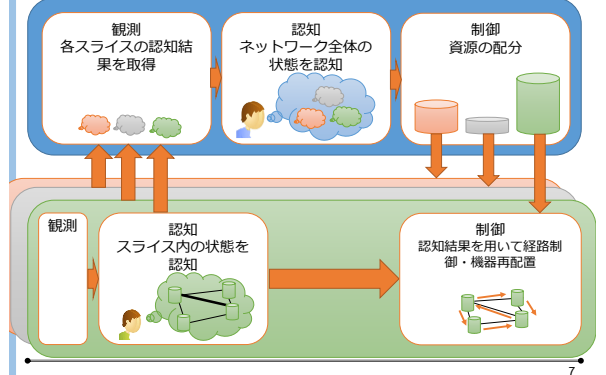 観測
各スライスの認知結
果を取得
認知
ネットワーク全体の
状態を認知
制御
資源の配分
観測
認知
スライス内の状態を
認知
制御
認知結果を用いて経路制
御・機器再配置
7